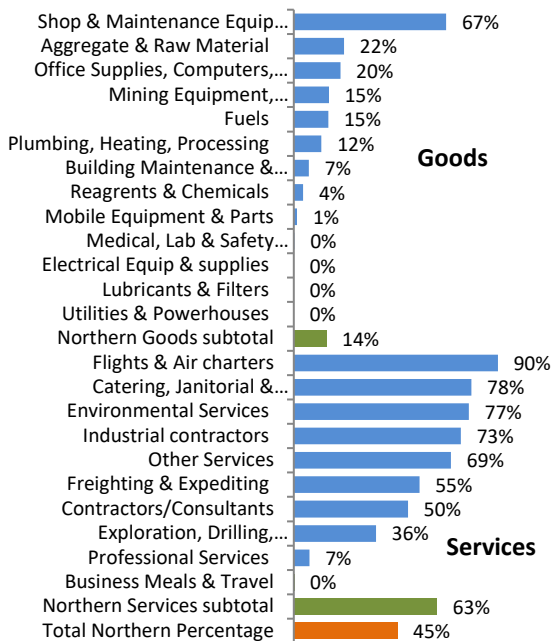 Shop & Maintenance Equip... 67%
Aggregate & Raw Material 22%
Office Supplies, Computers,... 20%
Mining Equipment,... 15%
Fuels 15%
Plumbing, Heating, Processing 12%
Building Maintenance &... 7%
Goods
Reagrents & Chemicals 4%
Mobile Equipment & Parts 1%
Medical, Lab & Safety... 0%
Electrical Equip & supplies 0%
Lubricants & Filters 0%
Utilities & Powerhouses 0%
Northern Goods subtotal 14%
Flights & Air charters 90%
Catering, Janitorial &... 78%
Environmental Services 77%
Industrial contractors 73%
Other Services 69%
Freighting & Expediting 55%
Contractors/Consultants 50%
Exploration, Drilling,... 36%
Services
Professional Services 7%
Business Meals & Travel 0%
Northern Services subtotal 63%
Total Northern Percentage 45%